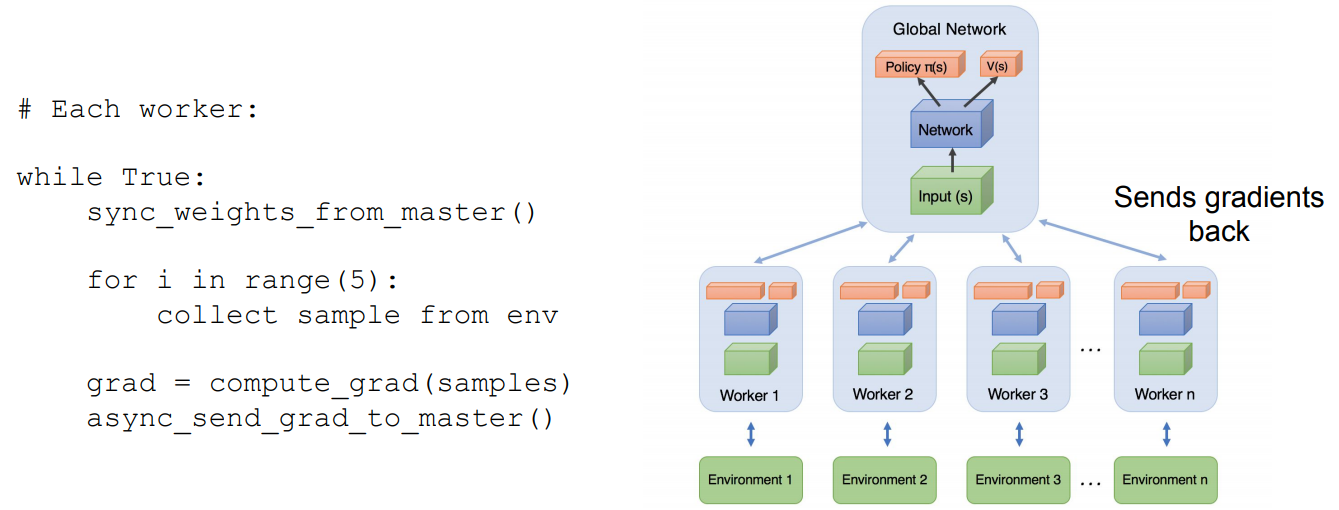 # Each worker:
while True:
sync_weights_from_master()
for i in range(5):
collect sample from env
grad = compute_grad(samples)
async_send_grad_to_master()
Global Network
Policy π(s)
V(s)
Network
Input (s)
Sends gradients
back
Worker 1
Worker 2
Worker 3
...
Worker n
Environment 1
Environment 2
Environment 3
...
Environment n